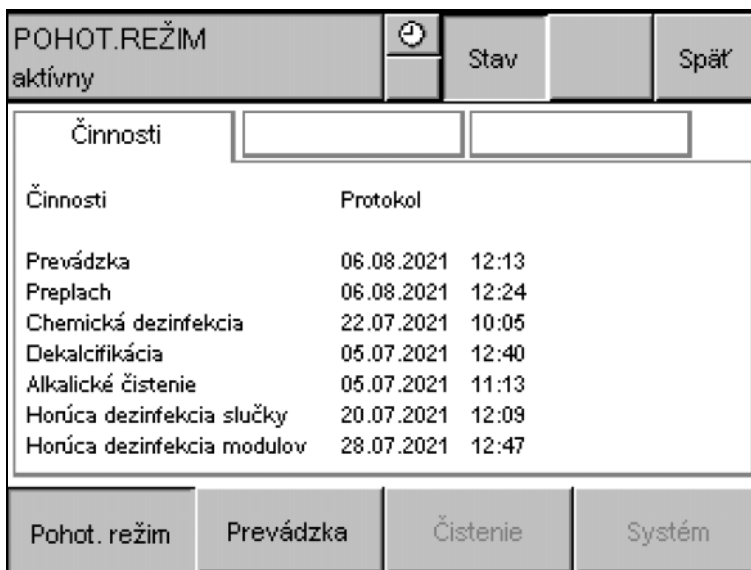 POHOT.REŽIM
aktívny
Stav
Späť
Činnosti
Činnosti Protokol
Prevádzka 06.08.2021 12:13
Preplach 06.08.2021 12:24
Chemická dezinfekcia 22.07.2021 10:05
Dekalcifikácia 05.07.2021 12:40
Alkalické čistenie 05.07.2021 11:13
Horúca dezinfekcia slučky 20.07.2021 12:09
Horúca dezinfekcia modulov 28.07.2021 12:47
Pohot. režim Prevádzka Čistenie Systém